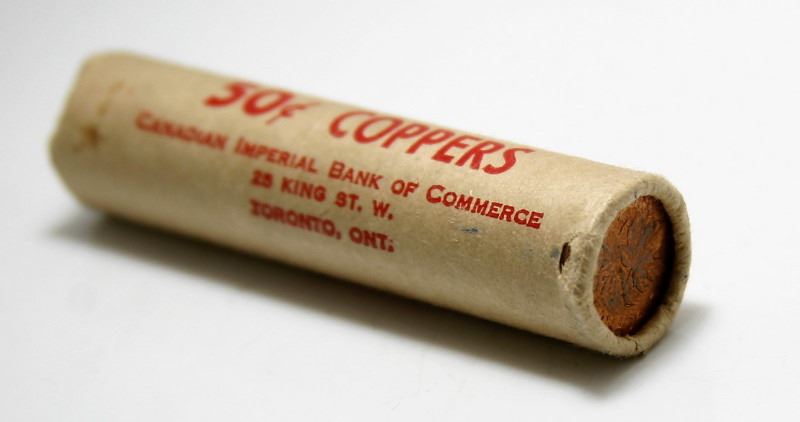 50¢ COPPERS
CANADIAN IMPERIAL BANK OF COMMERCE
25 KING ST. W.
TORONTO, ONT.